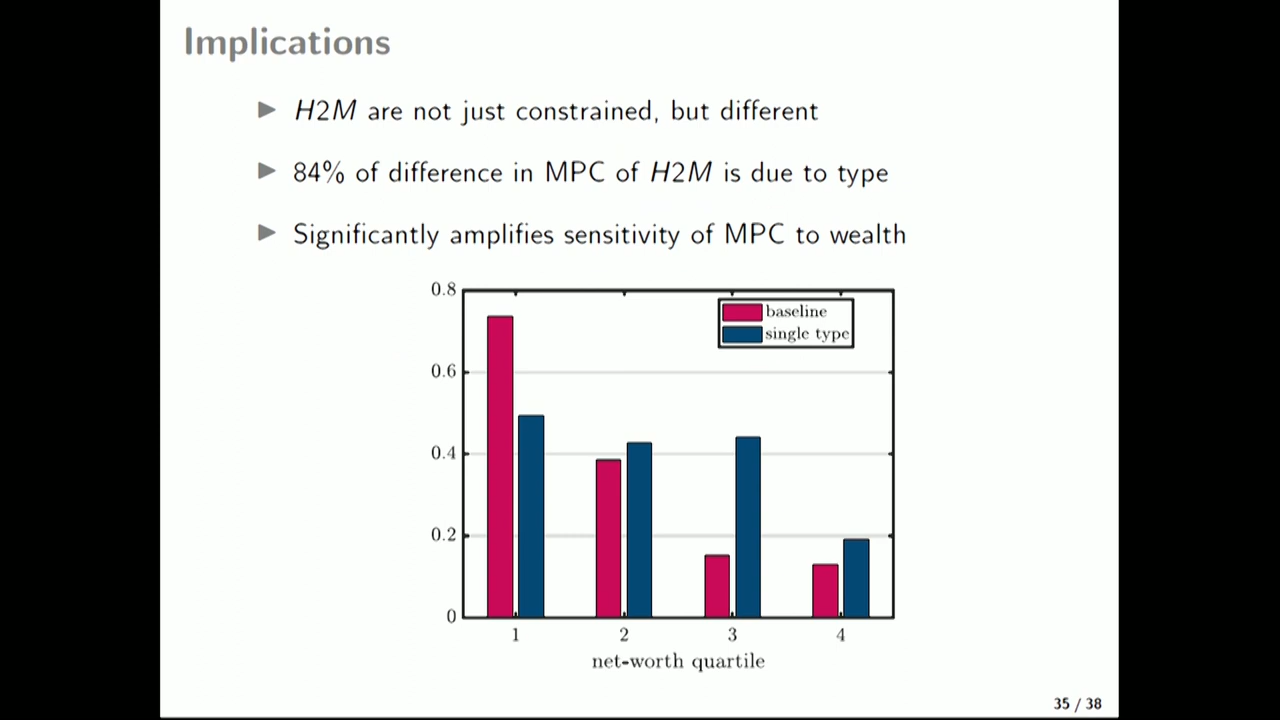 Implications
H2M are not just constrained, but different
84% of difference in MPC of H2M is due to type
Significantly amplifies sensitivity of MPC to wealth
0.8
0.6
0.4
0.2
0
baseline
single type
1 2 3 4
net-worth quartile
35 / 38